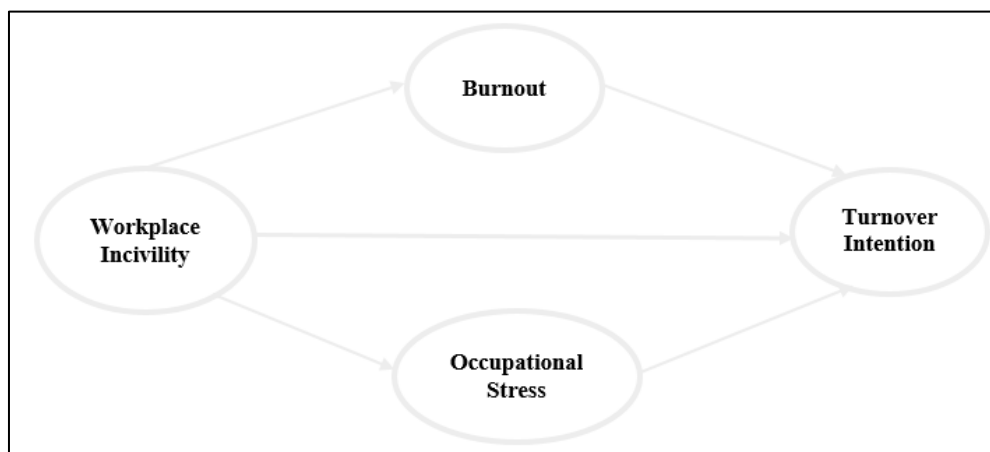 Burnout
Workplace
Incivility
Turnover
Intention
Occupational
Stress